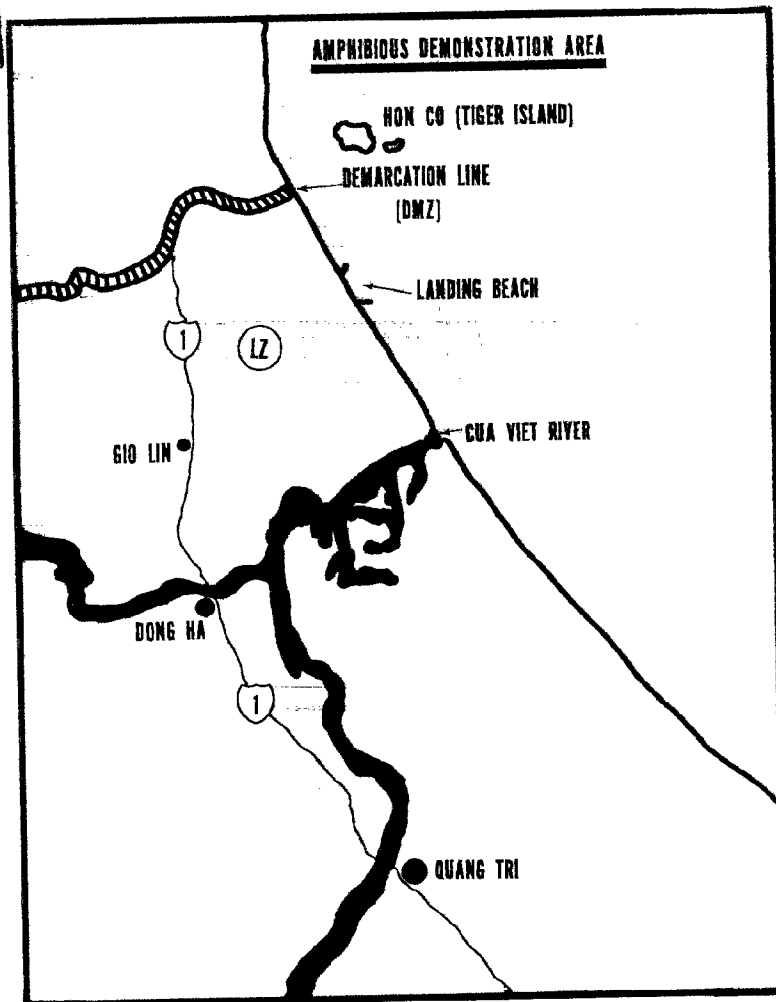 AMPHIBIOUS DEMONSTRATION AREA
HON CO (TIGER ISLAND)
DEMARCATION LINE
(DMZ)
LANDING BEACH
1
LZ
CUA VIET RIVER
GIO LIN
DONG HA
1
QUANG TRI